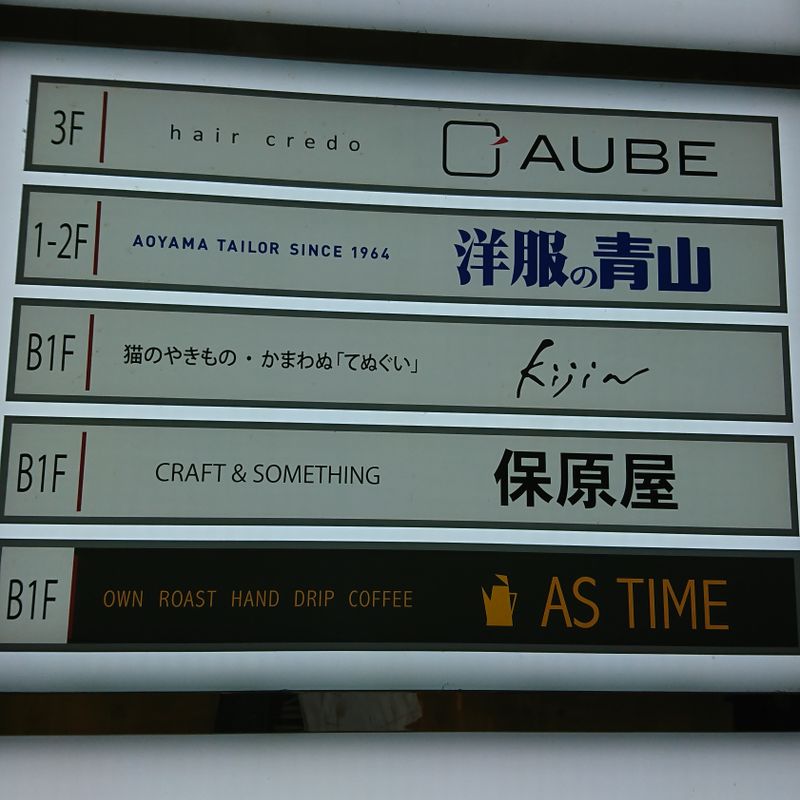 3F hair credo AUBE
1-2F AOYAMA TAILOR SINCE 1964 洋服の青山
B1F 猫のやきもの・かまわぬ「てぬぐい」 Kijin
B1F CRAFT & SOMETHING 保原屋
B1F OWN ROAST HAND DRIP COFFEE AS TIME